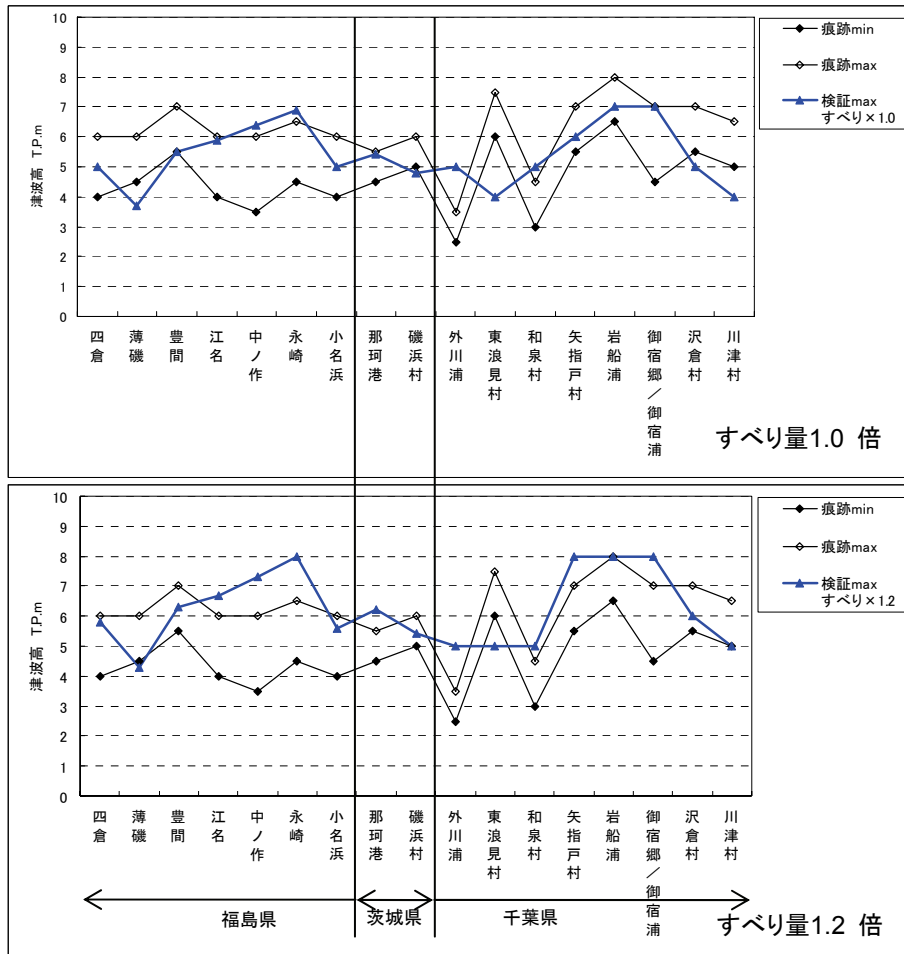 津波高 T.P.m
10
9
8
7
6
5
4
3
2
1
0
四倉
薄磯
豊間
江名
中ノ作
永崎
小名浜
那珂港
磯浜村
外川浦
東浪見村
和泉村
矢指戸村
岩船浦
御宿郷／御宿浦
沢倉村
川津村
痕跡min
痕跡max
検証max
すべり×1.0
すべり量1.0 倍
津波高 T.P.m
10
9
8
7
6
5
4
3
2
1
0
四倉
薄磯
豊間
江名
中ノ作
永崎
小名浜
那珂港
磯浜村
外川浦
東浪見村
和泉村
矢指戸村
岩船浦
御宿郷／御宿浦
沢倉村
川津村
痕跡min
痕跡max
検証max
すべり×1.2
福島県
茨城県
千葉県
すべり量1.2 倍